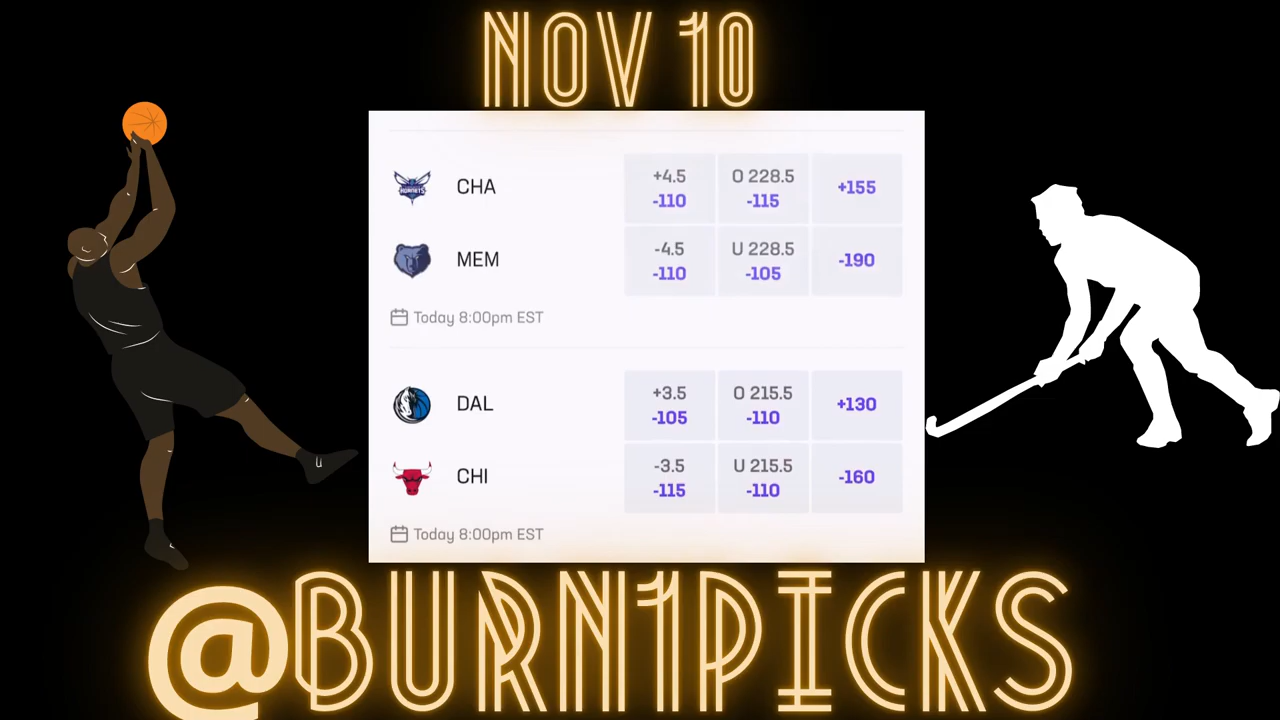 NOV 10
CHA +4.5 O 228.5 +155
-110 -115
MEM -4.5 U 228.5 -190
-110 -105
Today 8:00pm EST
DAL +3.5 O 215.5 +130
-105 -110
CHI -3.5 U 215.5 -160
-115 -110
Today 8:00pm EST
@BURN1PICKS